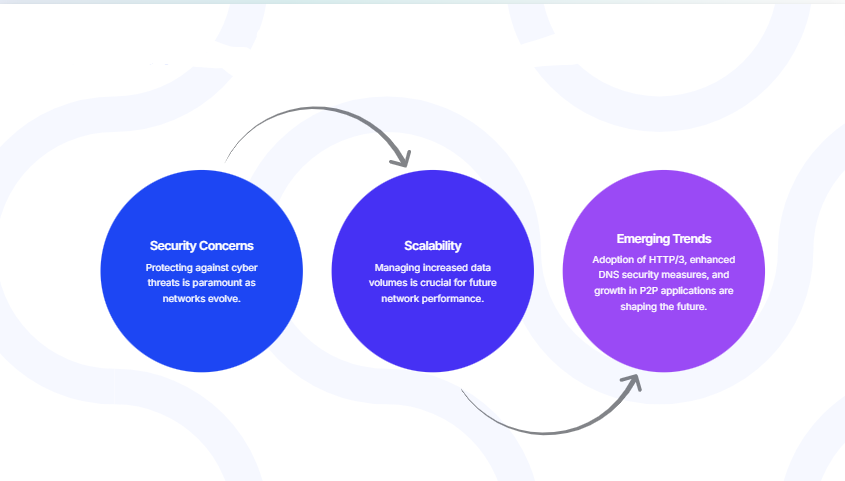 Security Concerns
Protecting against cyber
threats is paramount as
networks evolve.
Scalability
Managing increased data
volumes is crucial for future
network performance.
Emerging Trends
Adoption of HTTP/3, enhanced
DNS security measures, and
growth in P2P applications are
shaping the future.